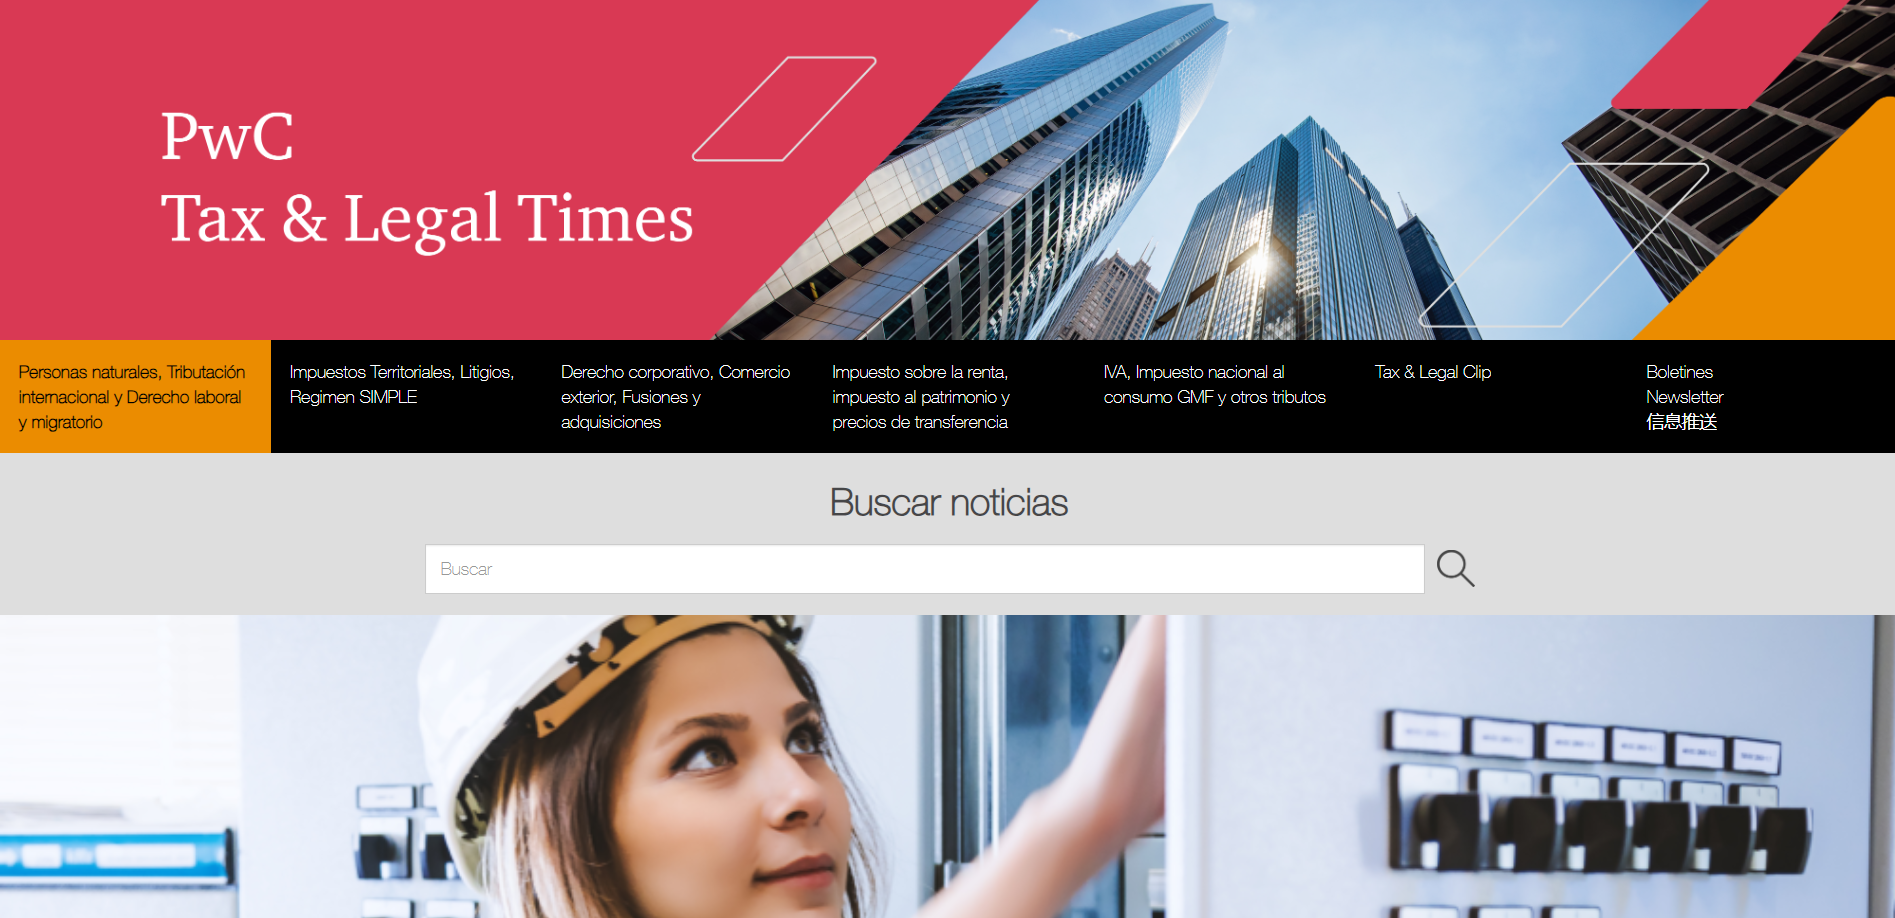 PwC
Tax & Legal Times
Personas naturales, Tributación
internacional y Derecho laboral
y migratorio
Impuestos Territoriales, Litigios,
Regimen SIMPLE
Derecho corporativo, Comercio
exterior, Fusiones y
adquisiciones
Impuesto sobre la renta,
impuesto al patrimonio y
precios de transferencia
IVA, Impuesto nacional al
consumo GMF y otros tributos
Tax & Legal Clip
Boletines
Newsletter
信息推送
Buscar noticias
Buscar